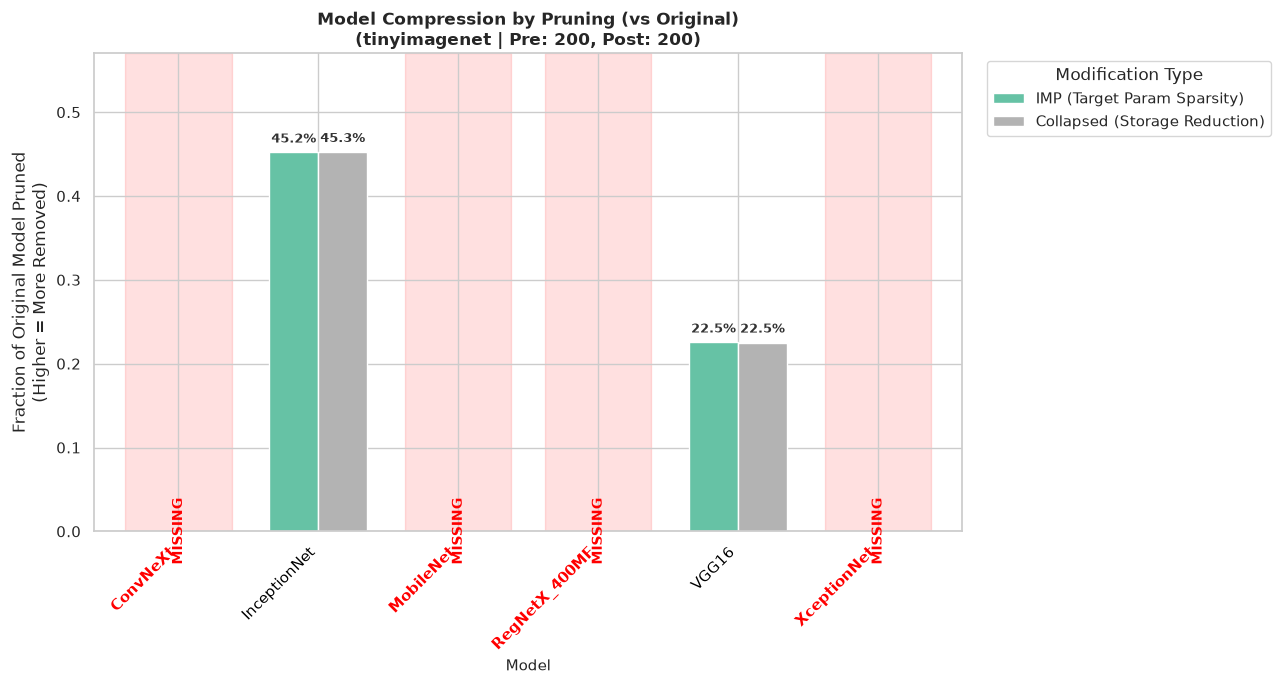 Model Compression by Pruning (vs Original)
(tinyimagenet | Pre: 200, Post: 200)
Fraction of Original Model Pruned
(Higher = More Removed)
0.5
0.4
0.3
0.2
0.1
0.0
45.2% 45.3%
22.5% 22.5%
MISSING
MISSING
MISSING
MISSING
ConvNeXt
InceptionNet
MobileNet
RegNetX_400MF
VGG16
XceptionNet
Model
Modification Type
IMP (Target Param Sparsity)
Collapsed (Storage Reduction)